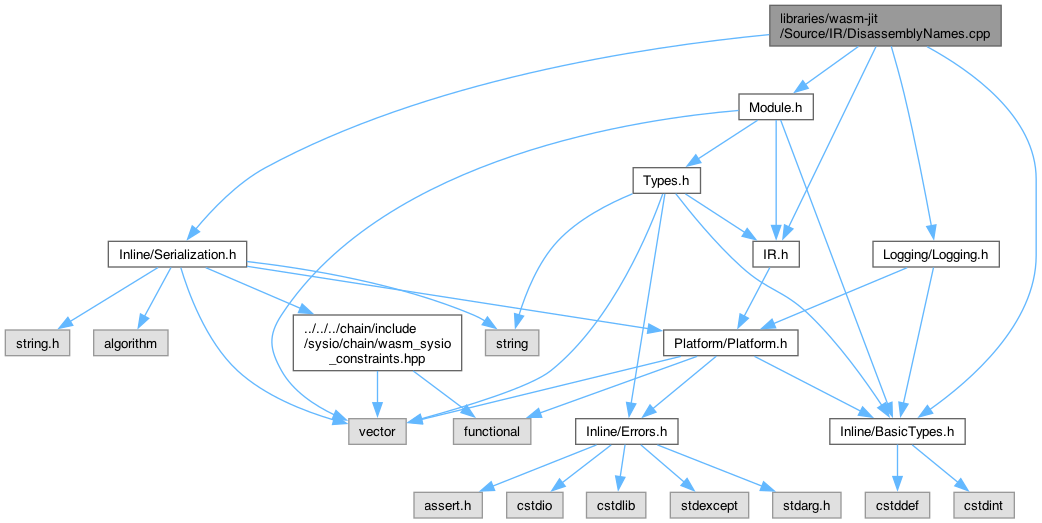 libraries/wasm-jit
/Source/IR/DisassemblyNames.cpp
Module.h
Types.h
Inline/Serialization.h
IR.h
Logging/Logging.h
string.h
algorithm
../../../chain/include
/sysio/chain/wasm_sysio
_constraints.hpp
string
Platform/Platform.h
vector
functional
Inline/Errors.h
Inline/BasicTypes.h
assert.h
cstdio
cstdlib
stdexcept
stdarg.h
cstddef
cstdint